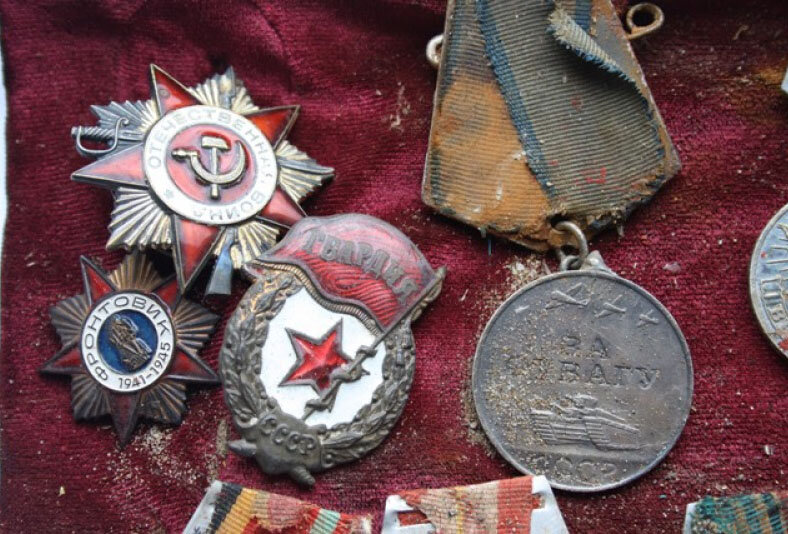 ОТЕЧЕСТВЕННАЯ ВОЙНА
ГВАРДИЯ
СССР
ФРОНТОВИК
1941-1945
ЗА
ОТВАГУ
СССР